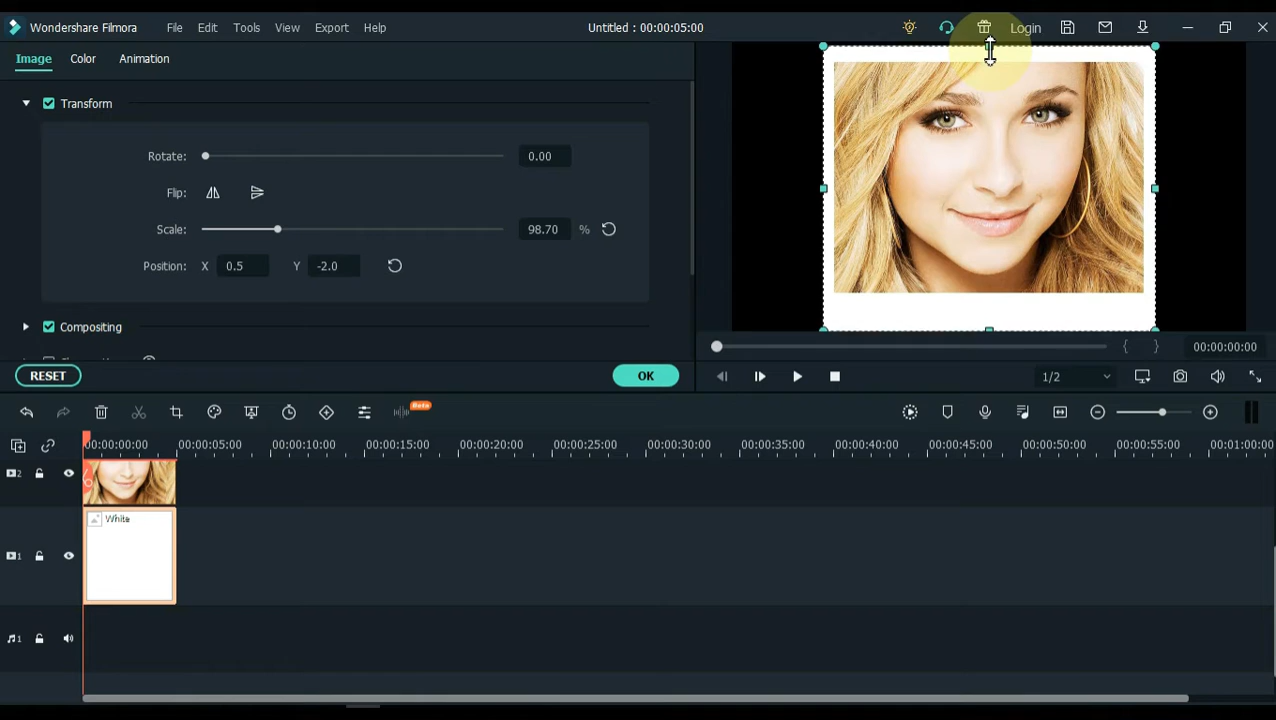 Wondershare Filmora File Edit Tools View Export Help Untitled : 00:00:05:00 Login
Image Color Animation
Transform
Rotate: 0.00
Flip:
Scale: 98.70 %
Position: X 0.5 Y -2.0
Compositing
RESET OK
{ } 00:00:00:00
1/2
Beta
00:00:00:00 00:00:05:00 00:00:10:00 00:00:15:00 00:00:20:00 00:00:25:00 00:00:30:00 00:00:35:00 00:00:40:00 00:00:45:00 00:00:50:00 00:00:55:00 00:01:00:00
2
White
1
1